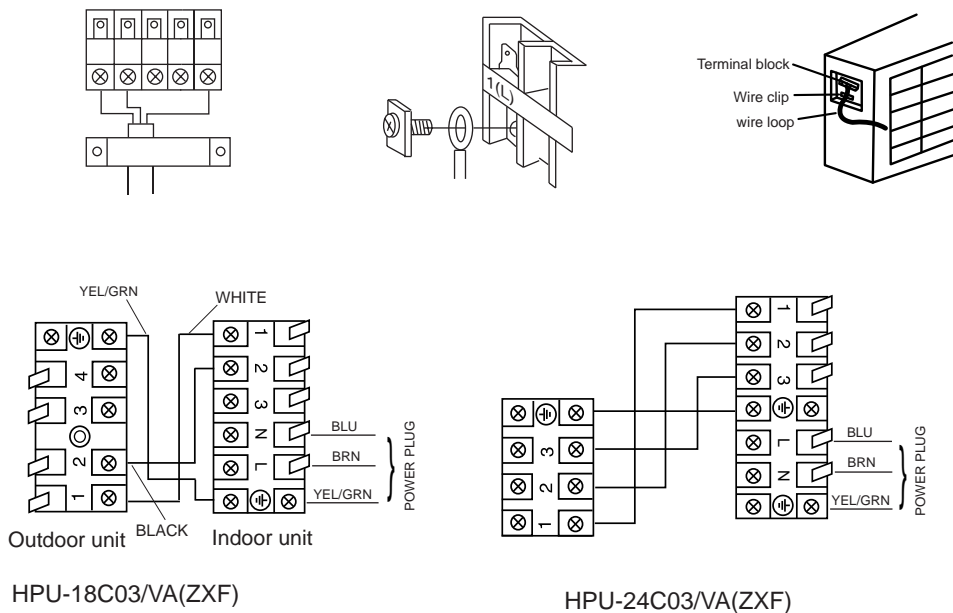 1(L)
Terminal block
Wire clip
wire loop
YEL/GRN
WHITE
4
3
2
1
1
2
3
N
L
BLU
BRN
YEL/GRN
POWER PLUG
BLACK
Outdoor unit
Indoor unit
HPU-18C03/VA(ZXF)
3
2
1
1
2
3
L
N
BLU
BRN
YEL/GRN
POWER PLUG
HPU-24C03/VA(ZXF)